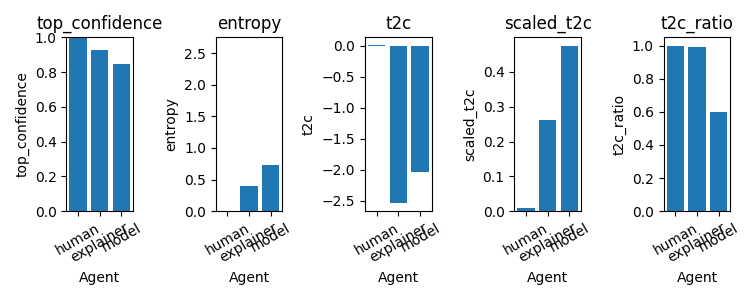 top_confidence entropy t2c scaled_t2c t2c_ratio
top_confidence
1.0
0.8
0.6
0.4
0.2
0.0
human explainer model
Agent
entropy
2.5
2.0
1.5
1.0
0.5
0.0
human explainer model
Agent
t2c
0.0
−0.5
−1.0
−1.5
−2.0
−2.5
human explainer model
Agent
scaled_t2c
0.4
0.3
0.2
0.1
0.0
human explainer model
Agent
t2c_ratio
1.0
0.8
0.6
0.4
0.2
0.0
human explainer model
Agent